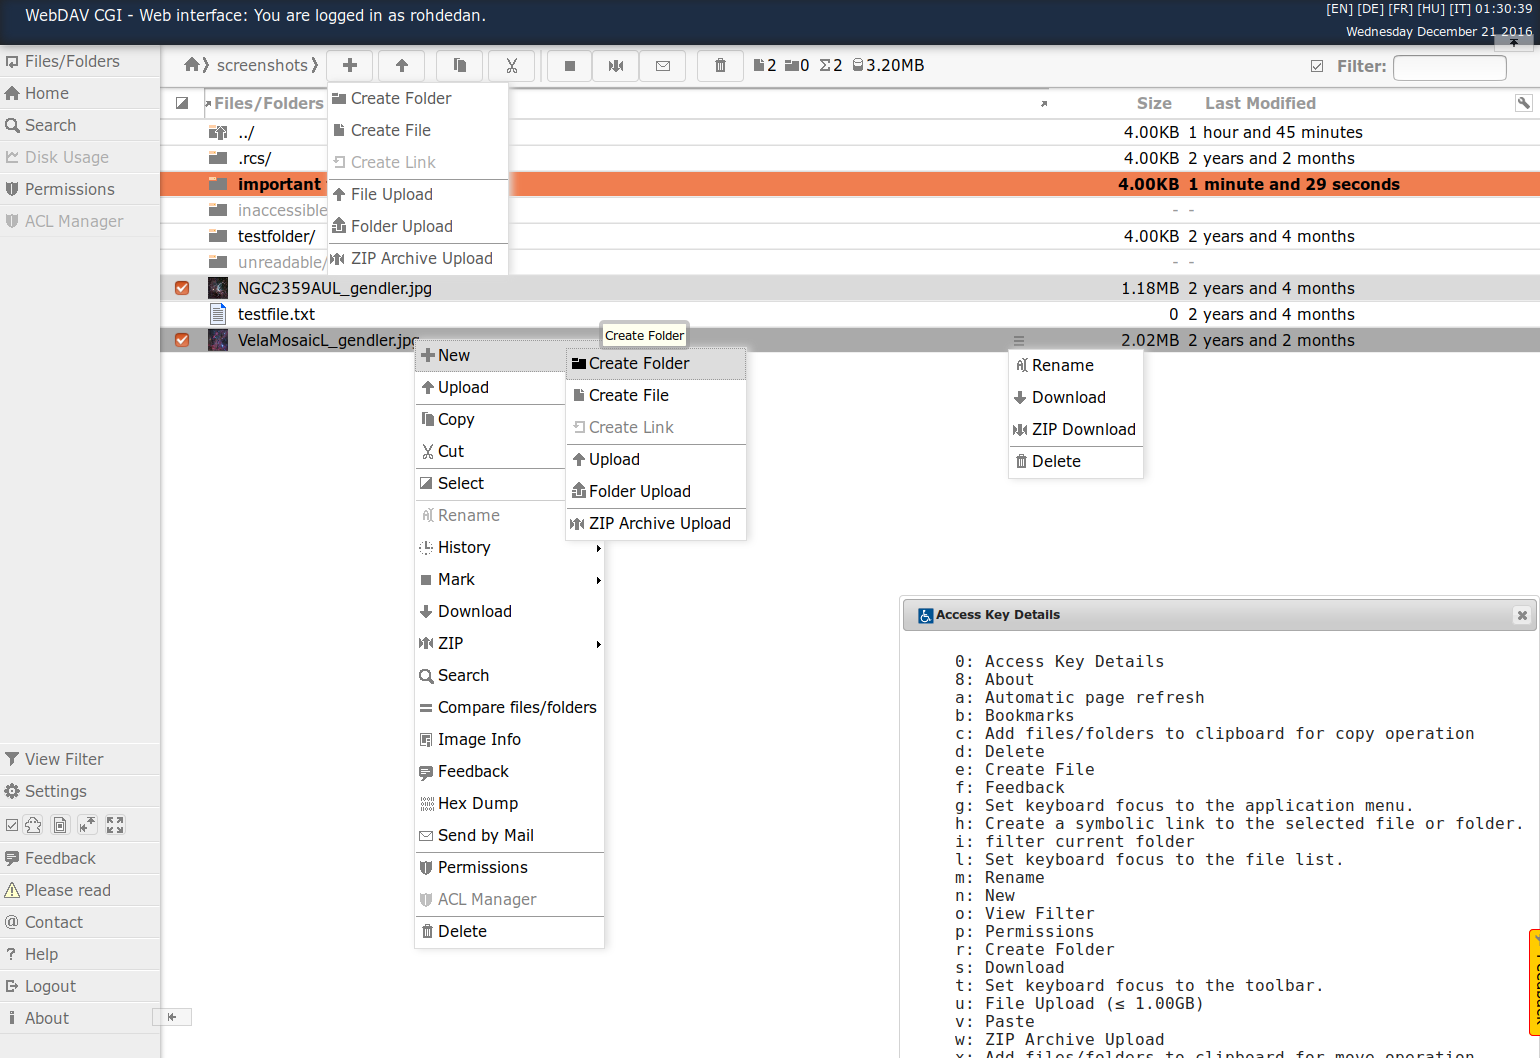 WebDAV CGI - Web interface: You are logged in as rohdedan.
[EN] [DE] [FR] [HU] [IT] 01:30:39
Wednesday December 21 2016
Files/Folders
Home
Search
Disk Usage
Permissions
ACL Manager
screenshots
2 0 Σ2 3.20MB
Filter:
Files/Folders Size Last Modified
../ 4.00KB 1 hour and 45 minutes
.rcs/ 4.00KB 2 years and 2 months
important 4.00KB 1 minute and 29 seconds
inaccessible - -
testfolder/ 4.00KB 2 years and 4 months
unreadable/ - -
NGC2359AUL_gendler.jpg 1.18MB 2 years and 4 months
testfile.txt 0 2 years and 4 months
VelaMosaicL_gendler.jpg 2.02MB 2 years and 2 months
Create Folder
Create File
Create Link
File Upload
Folder Upload
ZIP Archive Upload
New
Upload
Copy
Cut
Select
Rename
History
Mark
Download
ZIP
Search
Compare files/folders
Image Info
Feedback
Hex Dump
Send by Mail
Permissions
ACL Manager
Delete
Create Folder
Create Folder
Create File
Create Link
Upload
Folder Upload
ZIP Archive Upload
Rename
Download
ZIP Download
Delete
Access Key Details
0: Access Key Details
8: About
a: Automatic page refresh
b: Bookmarks
c: Add files/folders to clipboard for copy operation
d: Delete
e: Create File
f: Feedback
g: Set keyboard focus to the application menu.
h: Create a symbolic link to the selected file or folder.
i: filter current folder
l: Set keyboard focus to the file list.
m: Rename
n: New
o: View Filter
p: Permissions
r: Create Folder
s: Download
t: Set keyboard focus to the toolbar.
u: File Upload (≤ 1.00GB)
v: Paste
w: ZIP Archive Upload
x: Add files/folders to clipboard for move operation
View Filter
Settings
Feedback
Please read
@ Contact
? Help
Logout
i About
Feedback